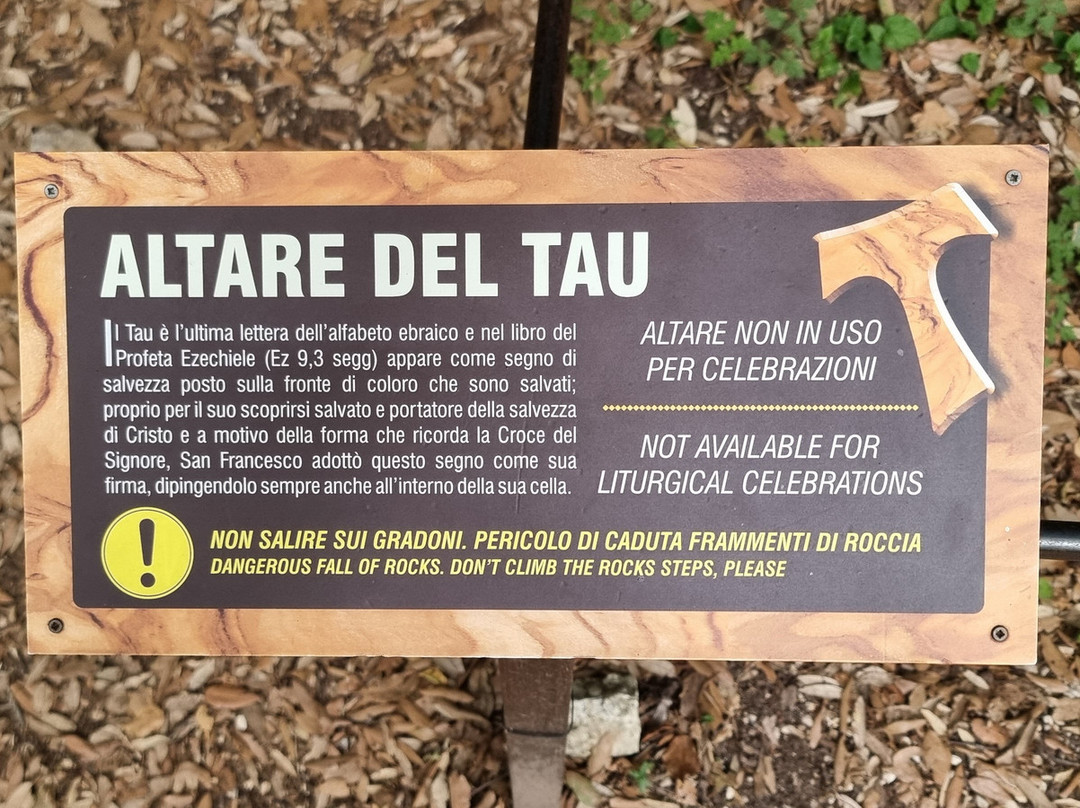 ALTARE DEL TAU
Il Tau è l'ultima lettera dell'alfabeto ebraico e nel libro del
Profeta Ezechiele (Ez 9,3 segg) appare come segno di
salvezza posto sulla fronte di coloro che sono salvati;
proprio per il suo scoprirsi salvato e portatore della salvezza
di Cristo e a motivo della forma che ricorda la Croce del
Signore, San Francesco adottò questo segno come sua
firma, dipingendolo sempre anche all'interno della sua cella.
ALTARE NON IN USO
PER CELEBRAZIONI
NOT AVAILABLE FOR
LITURGICAL CELEBRATIONS
NON SALIRE SUI GRADONI. PERICOLO DI CADUTA FRAMMENTI DI ROCCIA
DANGEROUS FALL OF ROCKS. DON'T CLIMB THE ROCKS STEPS, PLEASE